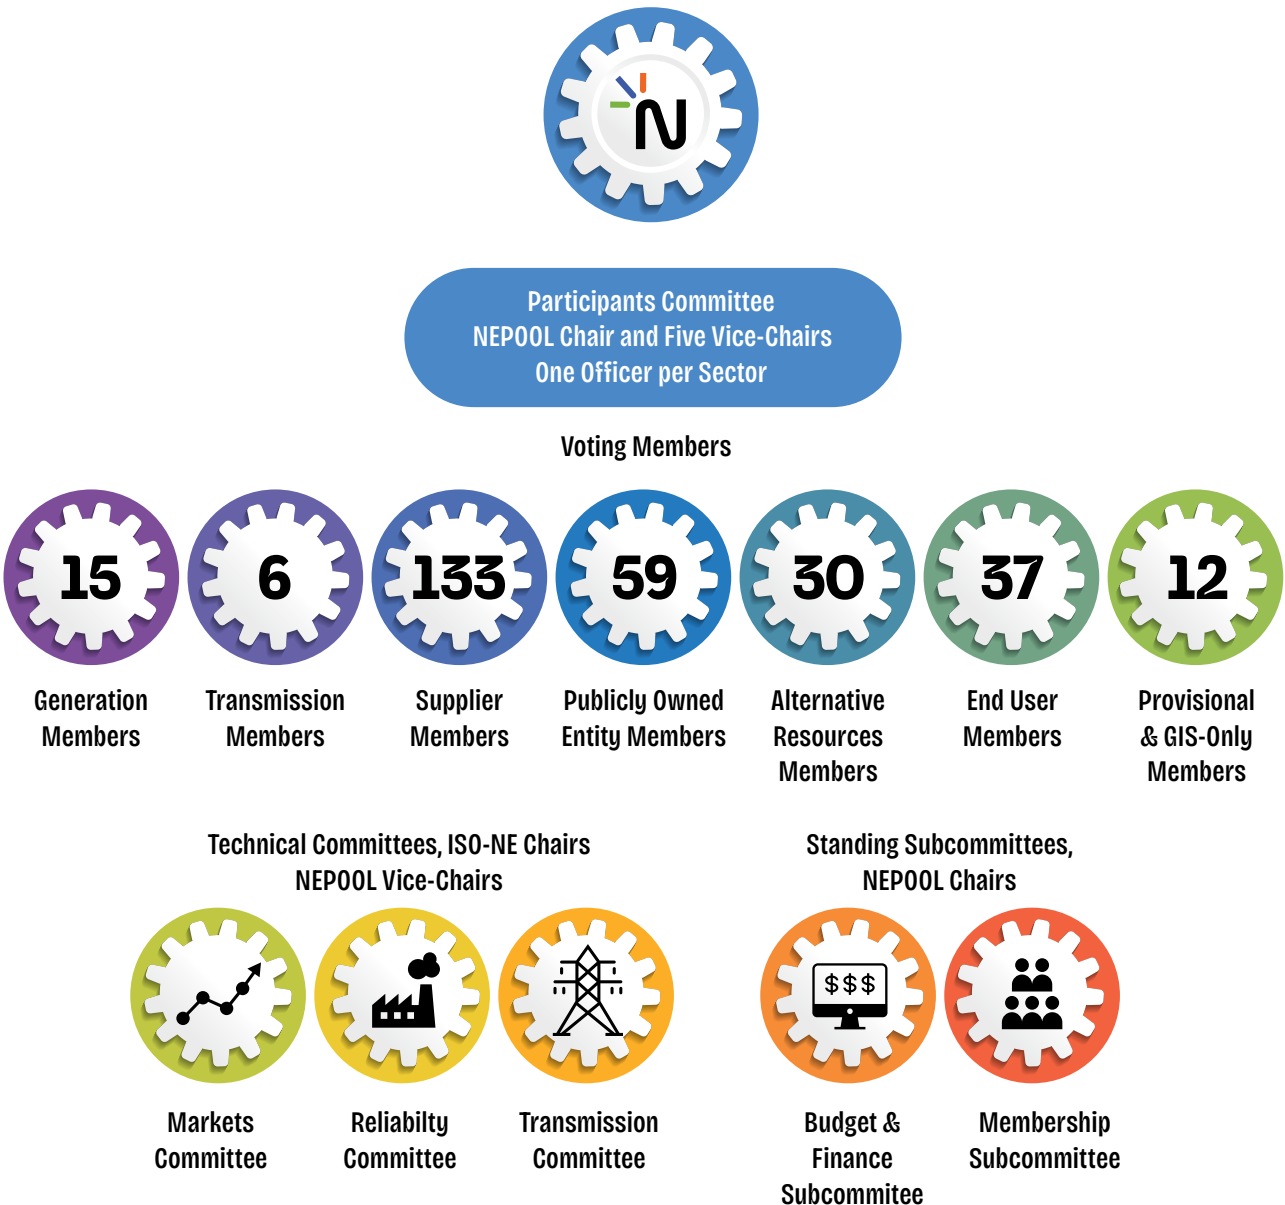 N
Participants Committee
NEPOOL Chair and Five Vice-Chairs
One Officer per Sector
Voting Members
15
6
133
59
30
37
12
Generation
Members
Transmission
Members
Supplier
Members
Publicly Owned
Entity Members
Alternative
Resources
Members
End User
Members
Provisional
& GIS-Only
Members
Technical Committees, ISO-NE Chairs
NEPOOL Vice-Chairs
Standing Subcommittees,
NEPOOL Chairs
$$$
Markets
Committee
Reliabilty
Committee
Transmission
Committee
Budget &
Finance
Subcommitee
Membership
Subcommittee